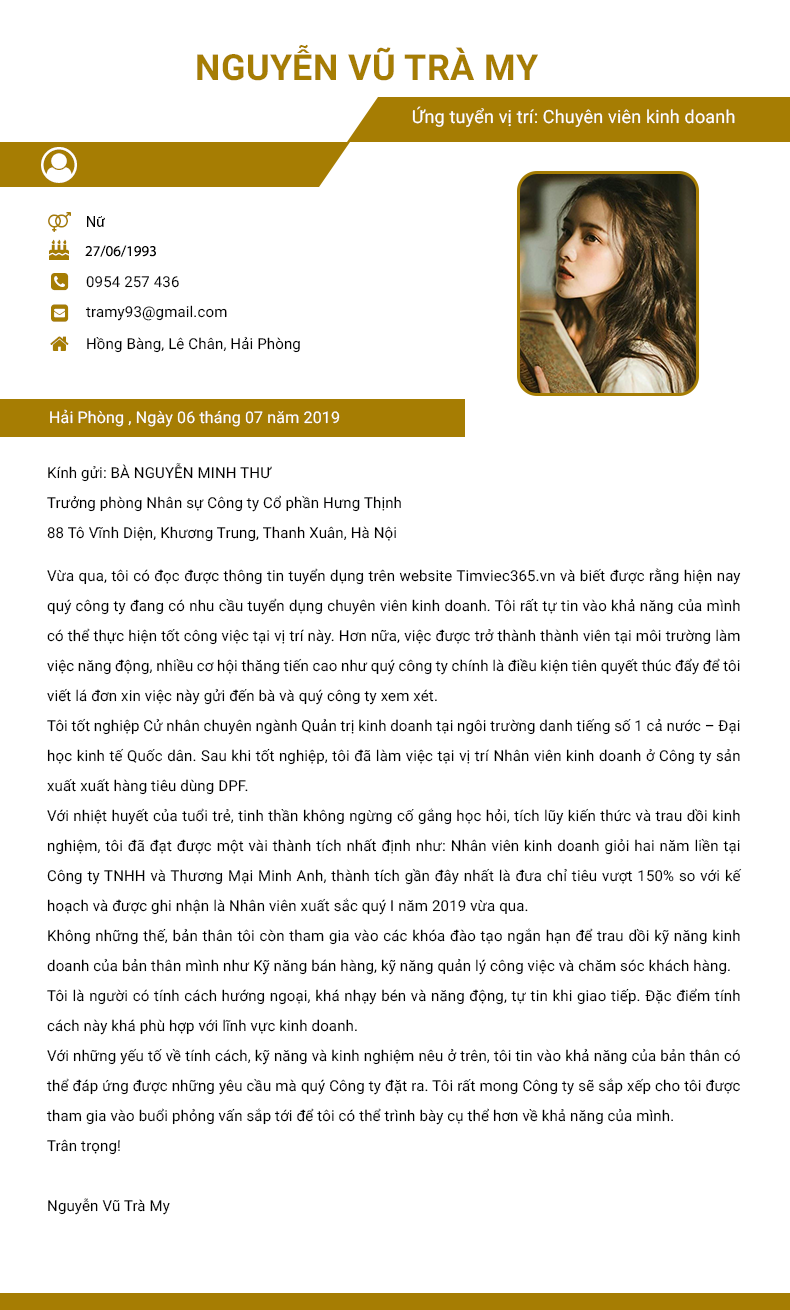 NGUYỄN VŨ TRÀ MY
Ứng tuyển vị trí: Chuyên viên kinh doanh
Nữ
27/06/1993
0954 257 436
tramy93@gmail.com
Hồng Bàng, Lê Chân, Hải Phòng
Hải Phòng , Ngày 06 tháng 07 năm 2019
Kính gửi: BÀ NGUYỄN MINH THƯ
Trưởng phòng Nhân sự Công ty Cổ phần Hưng Thịnh
88 Tô Vĩnh Diện, Khương Trung, Thanh Xuân, Hà Nội
Vừa qua, tôi có đọc được thông tin tuyển dụng trên website Timviec365.vn và biết được rằng hiện nay
quý công ty đang có nhu cầu tuyển dụng chuyên viên kinh doanh. Tôi rất tự tin vào khả năng của mình
có thể thực hiện tốt công việc tại vị trí này. Hơn nữa, việc được trở thành thành viên tại môi trường làm
việc năng động, nhiều cơ hội thăng tiến cao như quý công ty chính là điều kiện tiên quyết thúc đẩy để tôi
viết lá đơn xin việc này gửi đến bà và quý công ty xem xét.
Tôi tốt nghiệp Cử nhân chuyên ngành Quản trị kinh doanh tại ngôi trường danh tiếng số 1 cả nước – Đại
học kinh tế Quốc dân. Sau khi tốt nghiệp, tôi đã làm việc tại vị trí Nhân viên kinh doanh ở Công ty sản
xuất xuất hàng tiêu dùng DPF.
Với nhiệt huyết của tuổi trẻ, tinh thần không ngừng cố gắng học hỏi, tích lũy kiến thức và trau dồi kinh
nghiệm, tôi đã đạt được một vài thành tích nhất định như: Nhân viên kinh doanh giỏi hai năm liền tại
Công ty TNHH và Thương Mại Minh Anh, thành tích gần đây nhất là đưa chỉ tiêu vượt 150% so với kế
hoạch và được ghi nhận là Nhân viên xuất sắc quý I năm 2019 vừa qua.
Không những thế, bản thân tôi còn tham gia vào các khóa đào tạo ngắn hạn để trau dồi kỹ năng kinh
doanh của bản thân mình như Kỹ năng bán hàng, kỹ năng quản lý công việc và chăm sóc khách hàng.
Tôi là người có tính cách hướng ngoại, khá nhạy bén và năng động, tự tin khi giao tiếp. Đặc điểm tính
cách này khá phù hợp với lĩnh vực kinh doanh.
Với những yếu tố về tính cách, kỹ năng và kinh nghiệm nêu ở trên, tôi tin vào khả năng của bản thân có
thể đáp ứng được những yêu cầu mà quý Công ty đặt ra. Tôi rất mong Công ty sẽ sắp xếp cho tôi được
tham gia vào buổi phỏng vấn sắp tới để tôi có thể trình bày cụ thể hơn về khả năng của mình.
Trân trọng!
Nguyễn Vũ Trà My